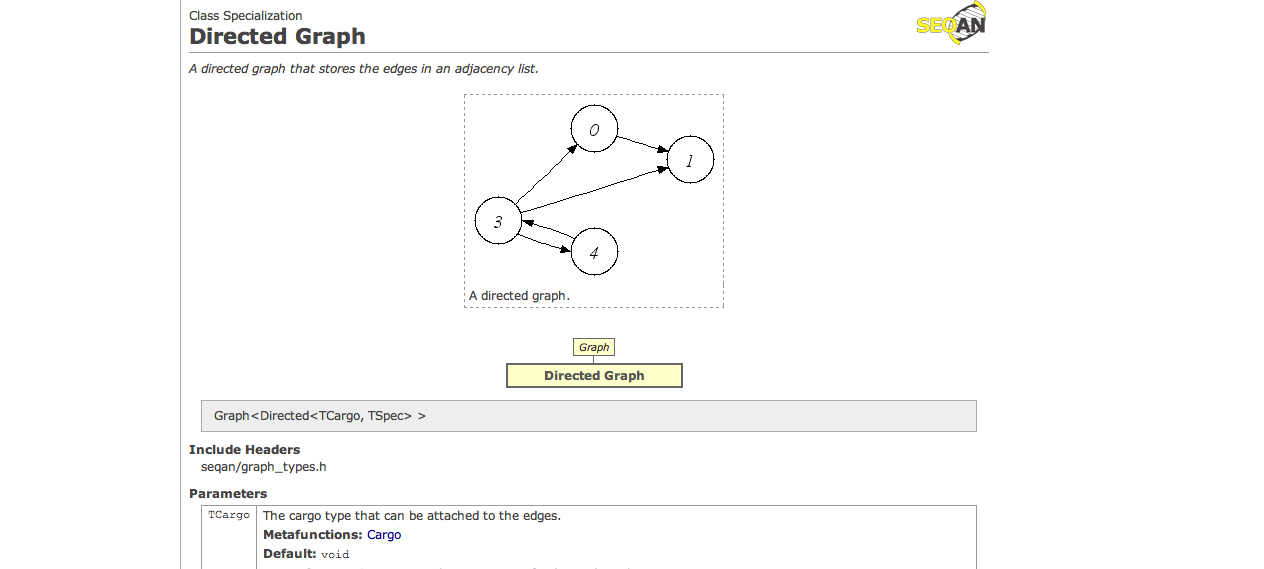 Class Specialization
Directed Graph
SEQAN
A directed graph that stores the edges in an adjacency list.
0
1
3
4
A directed graph.
Graph
Directed Graph
Graph<Directed<TCargo, TSpec> >
Include Headers
seqan/graph_types.h
Parameters
TCargo The cargo type that can be attached to the edges.
Metafunctions: Cargo
Default: void